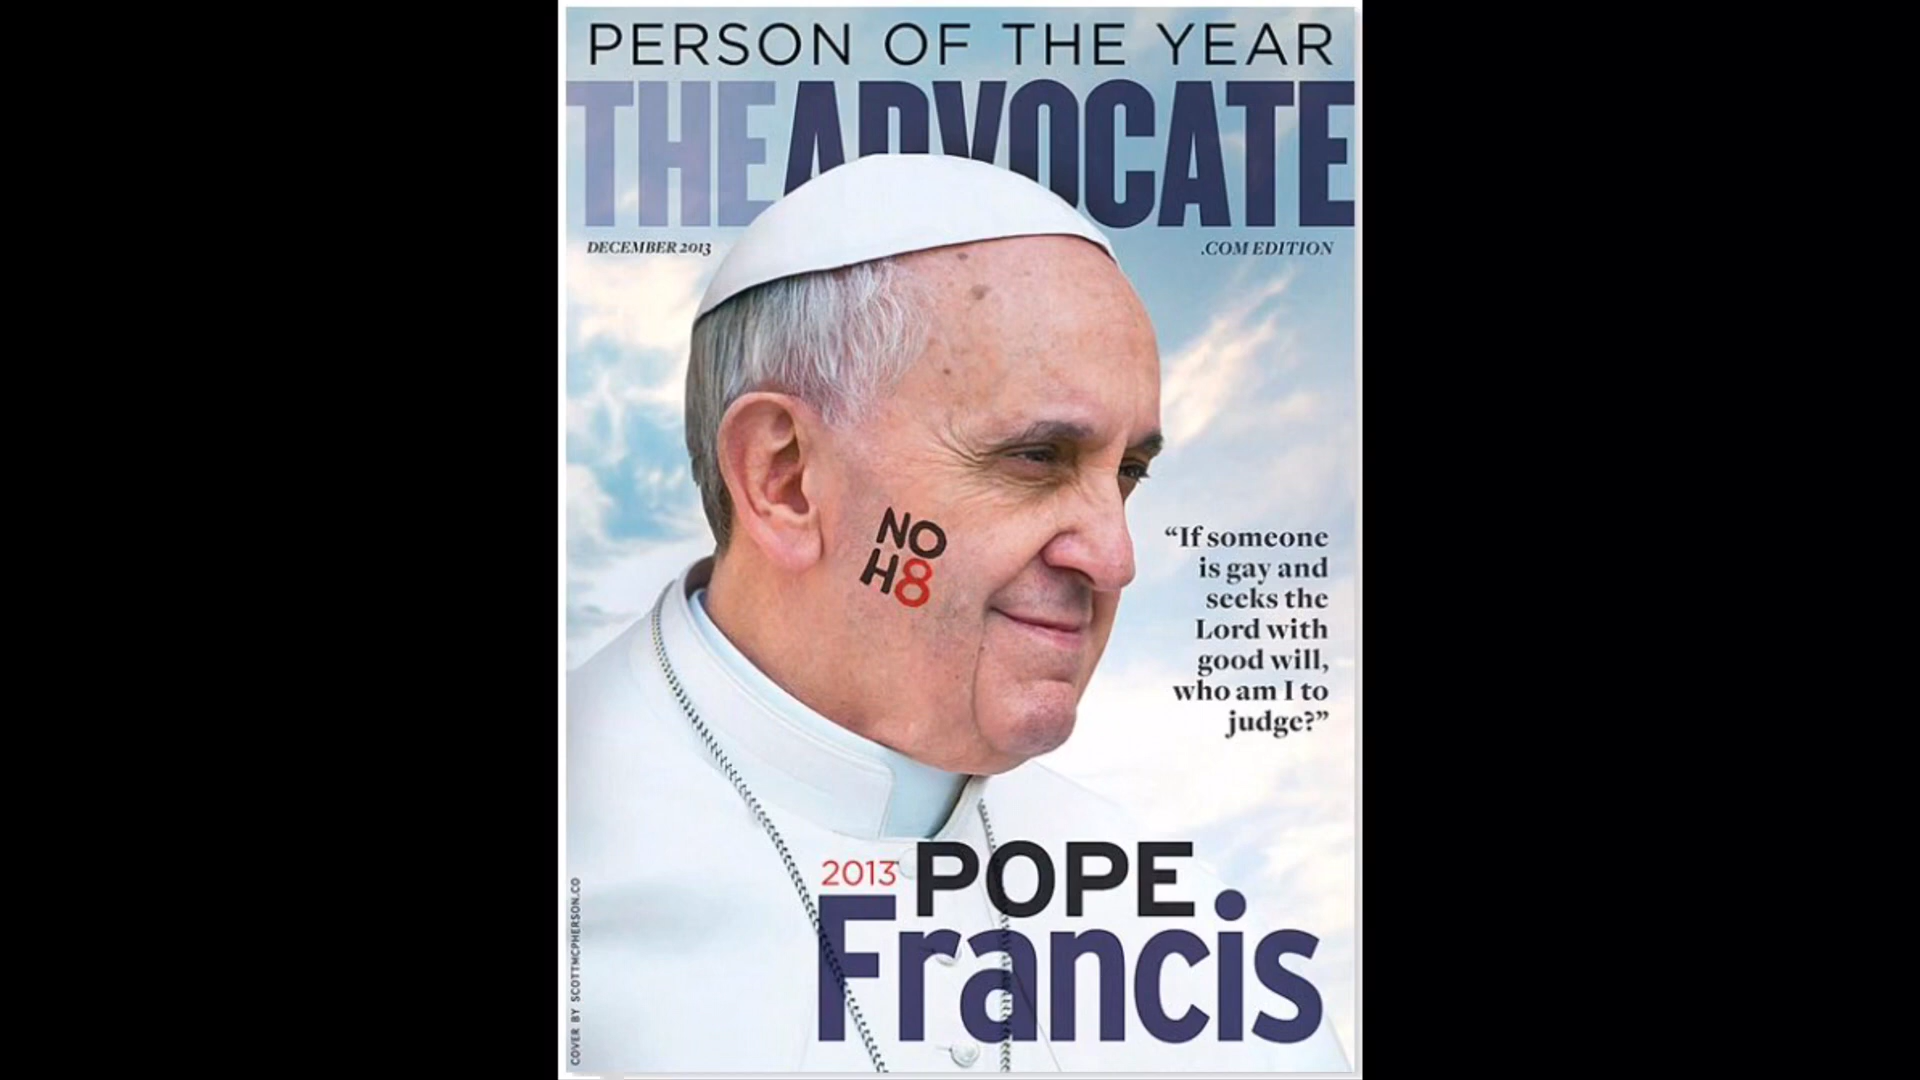 PERSON OF THE YEAR
THE ADVOCATE
DECEMBER 2013
.COM EDITION
NO
H8
“If someone
is gay and
seeks the
Lord with
good will,
who am I to
judge?”
2013 POPE
Francis
COVER BY SCOTTMCPHERSON.CO